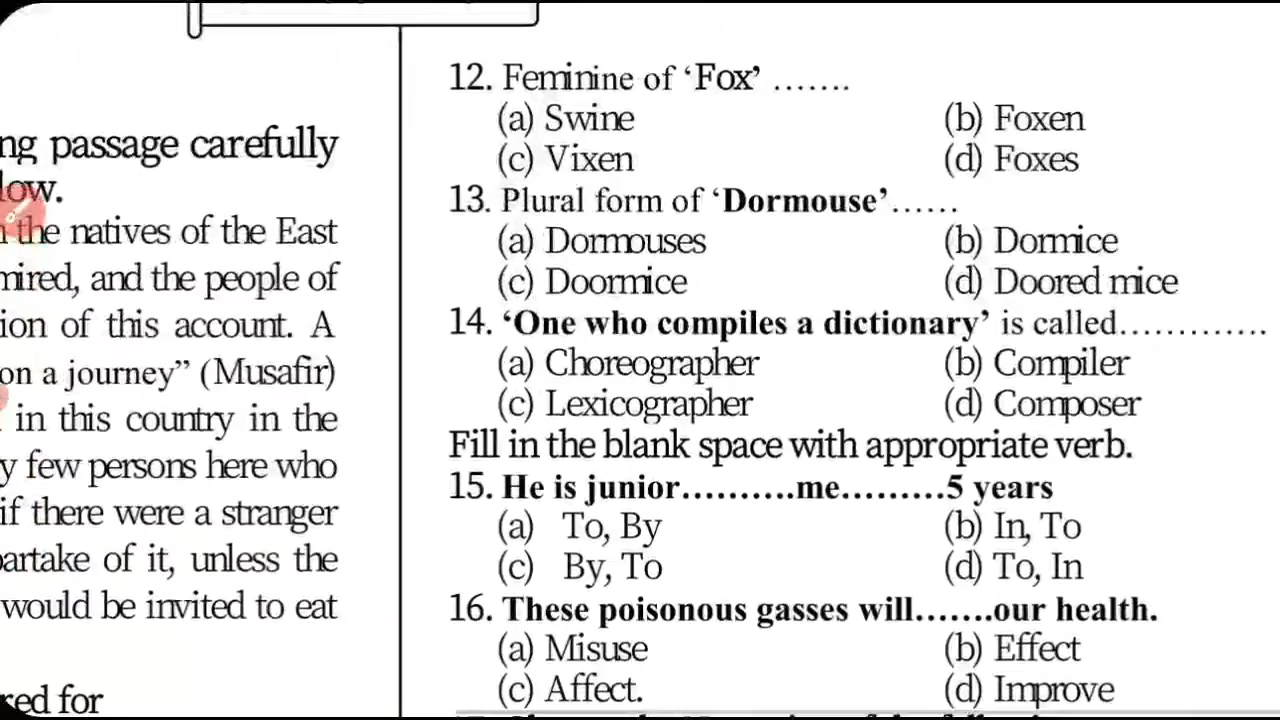 ng passage carefully
low.
the natives of the East
mired, and the people of
ion of this account. A
on a journey” (Musafir)
in this country in the
y few persons here who
if there were a stranger
partake of it, unless the
would be invited to eat
red for
12. Feminine of ‘Fox’ …….
(a) Swine (b) Foxen
(c) Vixen (d) Foxes
13. Plural form of ‘Dormouse’……
(a) Dormouses (b) Dormice
(c) Doormice (d) Doored mice
14. ‘One who compiles a dictionary’ is called………….
(a) Choreographer (b) Compiler
(c) Lexicographer (d) Composer
Fill in the blank space with appropriate verb.
15. He is junior……….me………5 years
(a) To, By (b) In, To
(c) By, To (d) To, In
16. These poisonous gasses will…….our health.
(a) Misuse (b) Effect
(c) Affect. (d) Improve